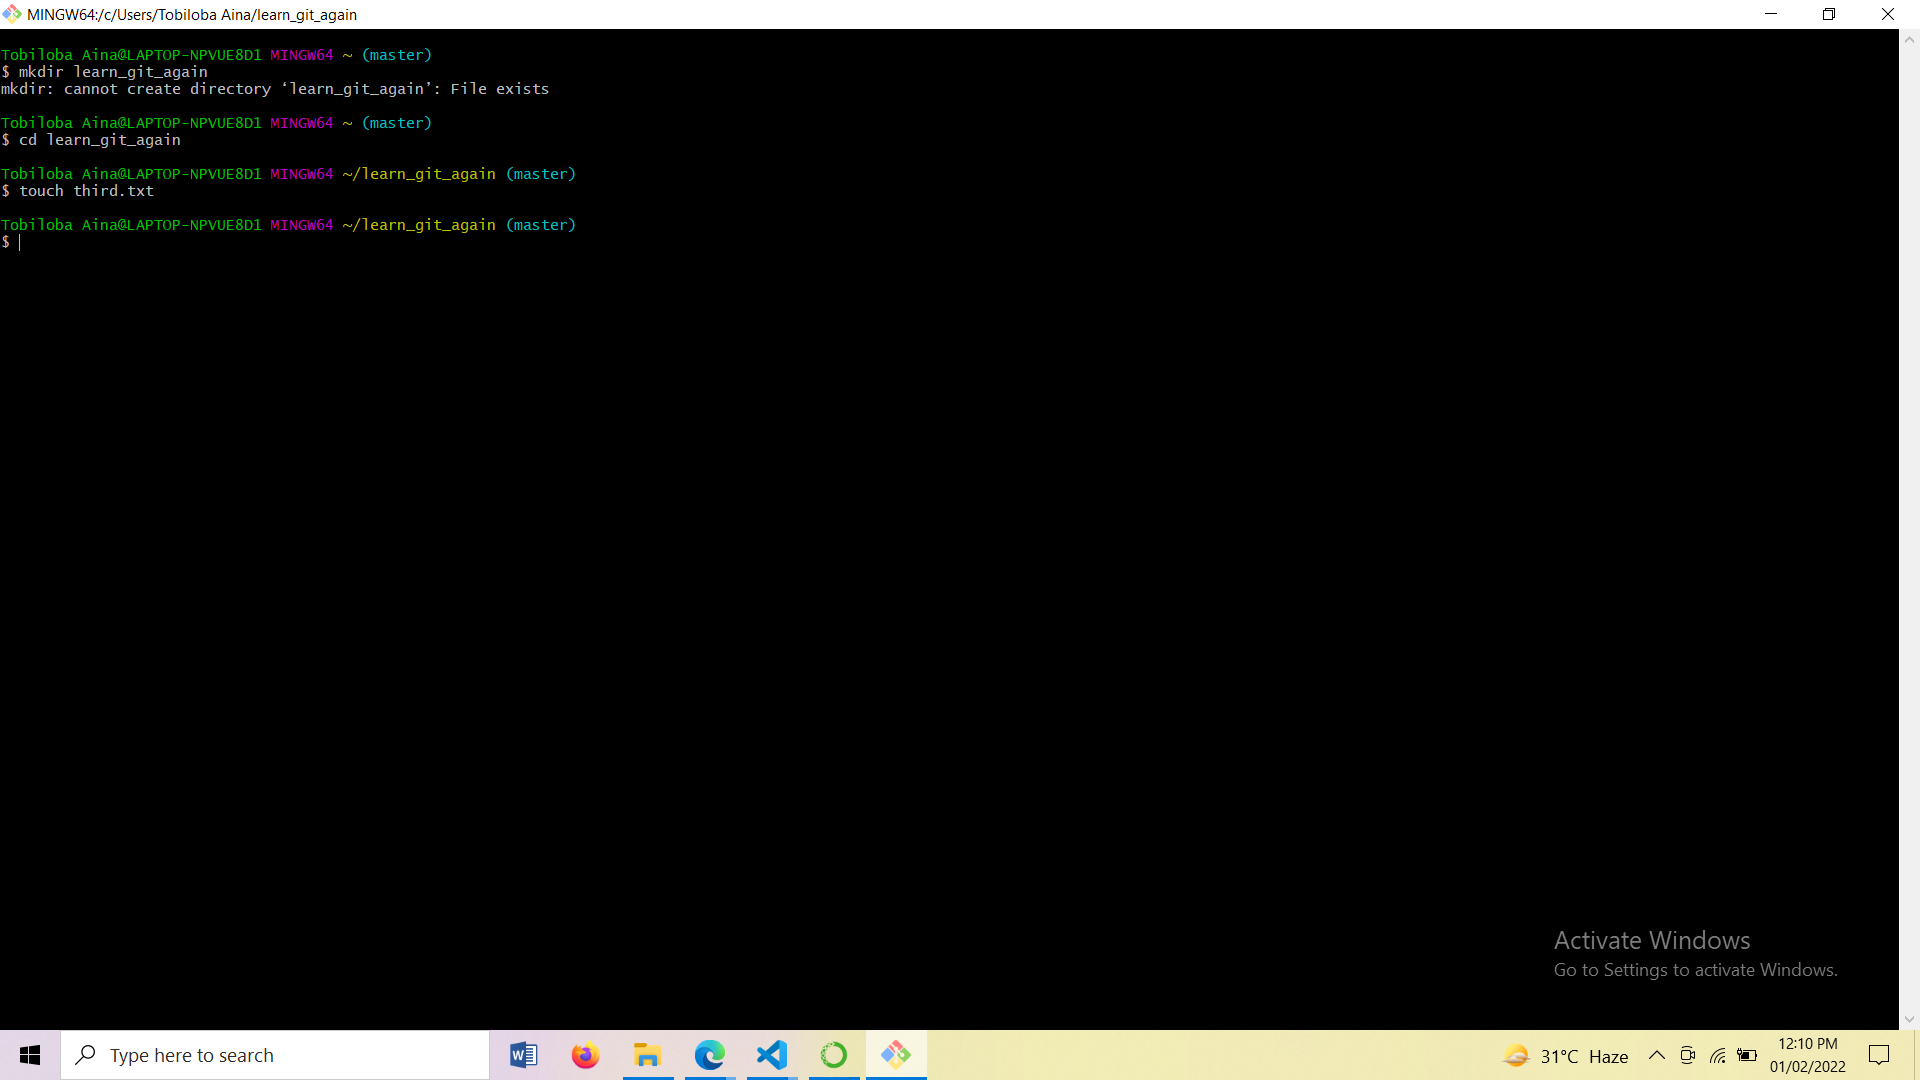 MINGW64:/c/Users/Tobiloba Aina/learn_git_again
Tobiloba Aina@LAPTOP-NPVUE8D1 MINGW64 ~ (master)
$ mkdir learn_git_again
mkdir: cannot create directory ‘learn_git_again’: File exists
Tobiloba Aina@LAPTOP-NPVUE8D1 MINGW64 ~ (master)
$ cd learn_git_again
Tobiloba Aina@LAPTOP-NPVUE8D1 MINGW64 ~/learn_git_again (master)
$ touch third.txt
Tobiloba Aina@LAPTOP-NPVUE8D1 MINGW64 ~/learn_git_again (master)
$
Activate Windows
Go to Settings to activate Windows.
Type here to search
31°C Haze
12:10 PM
01/02/2022